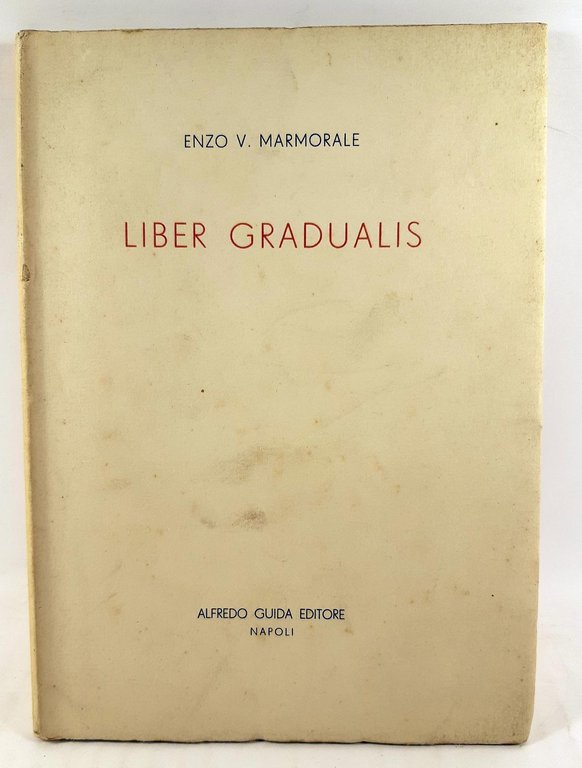 ENZO V. MARMORALE
LIBER GRADUALIS
ALFREDO GUIDA EDITORE
NAPOLI